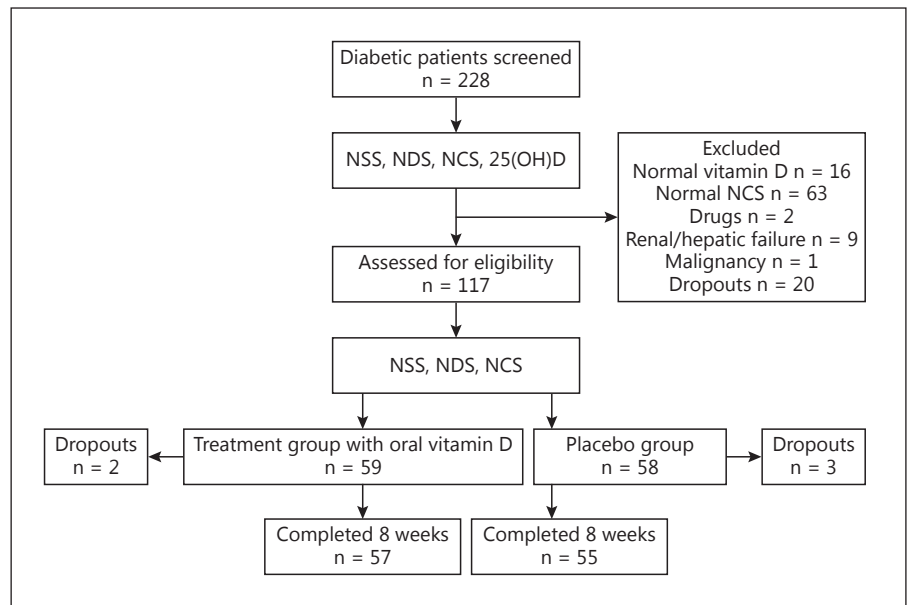 Diabetic patients screened
n = 228
NSS, NDS, NCS, 25(OH)D
Excluded
Normal vitamin D n = 16
Normal NCS n = 63
Drugs n = 2
Renal/hepatic failure n = 9
Malignancy n = 1
Dropouts n = 20
Assessed for eligibility
n = 117
NSS, NDS, NCS
Dropouts
n = 2
Treatment group with oral vitamin D
n = 59
Placebo group
n = 58
Dropouts
n = 3
Completed 8 weeks
n = 57
Completed 8 weeks
n = 55